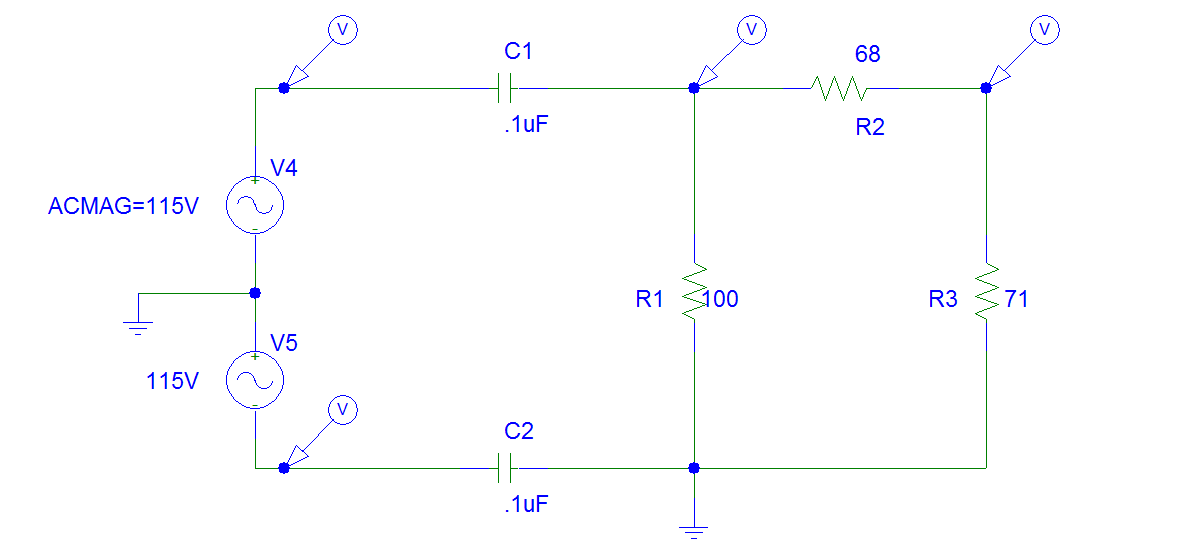 V
V
V
C1
68
.1uF
R2
V4
+
ACMAG=115V
-
R1
100
R3
71
V5
+
115V
-
V
C2
.1uF